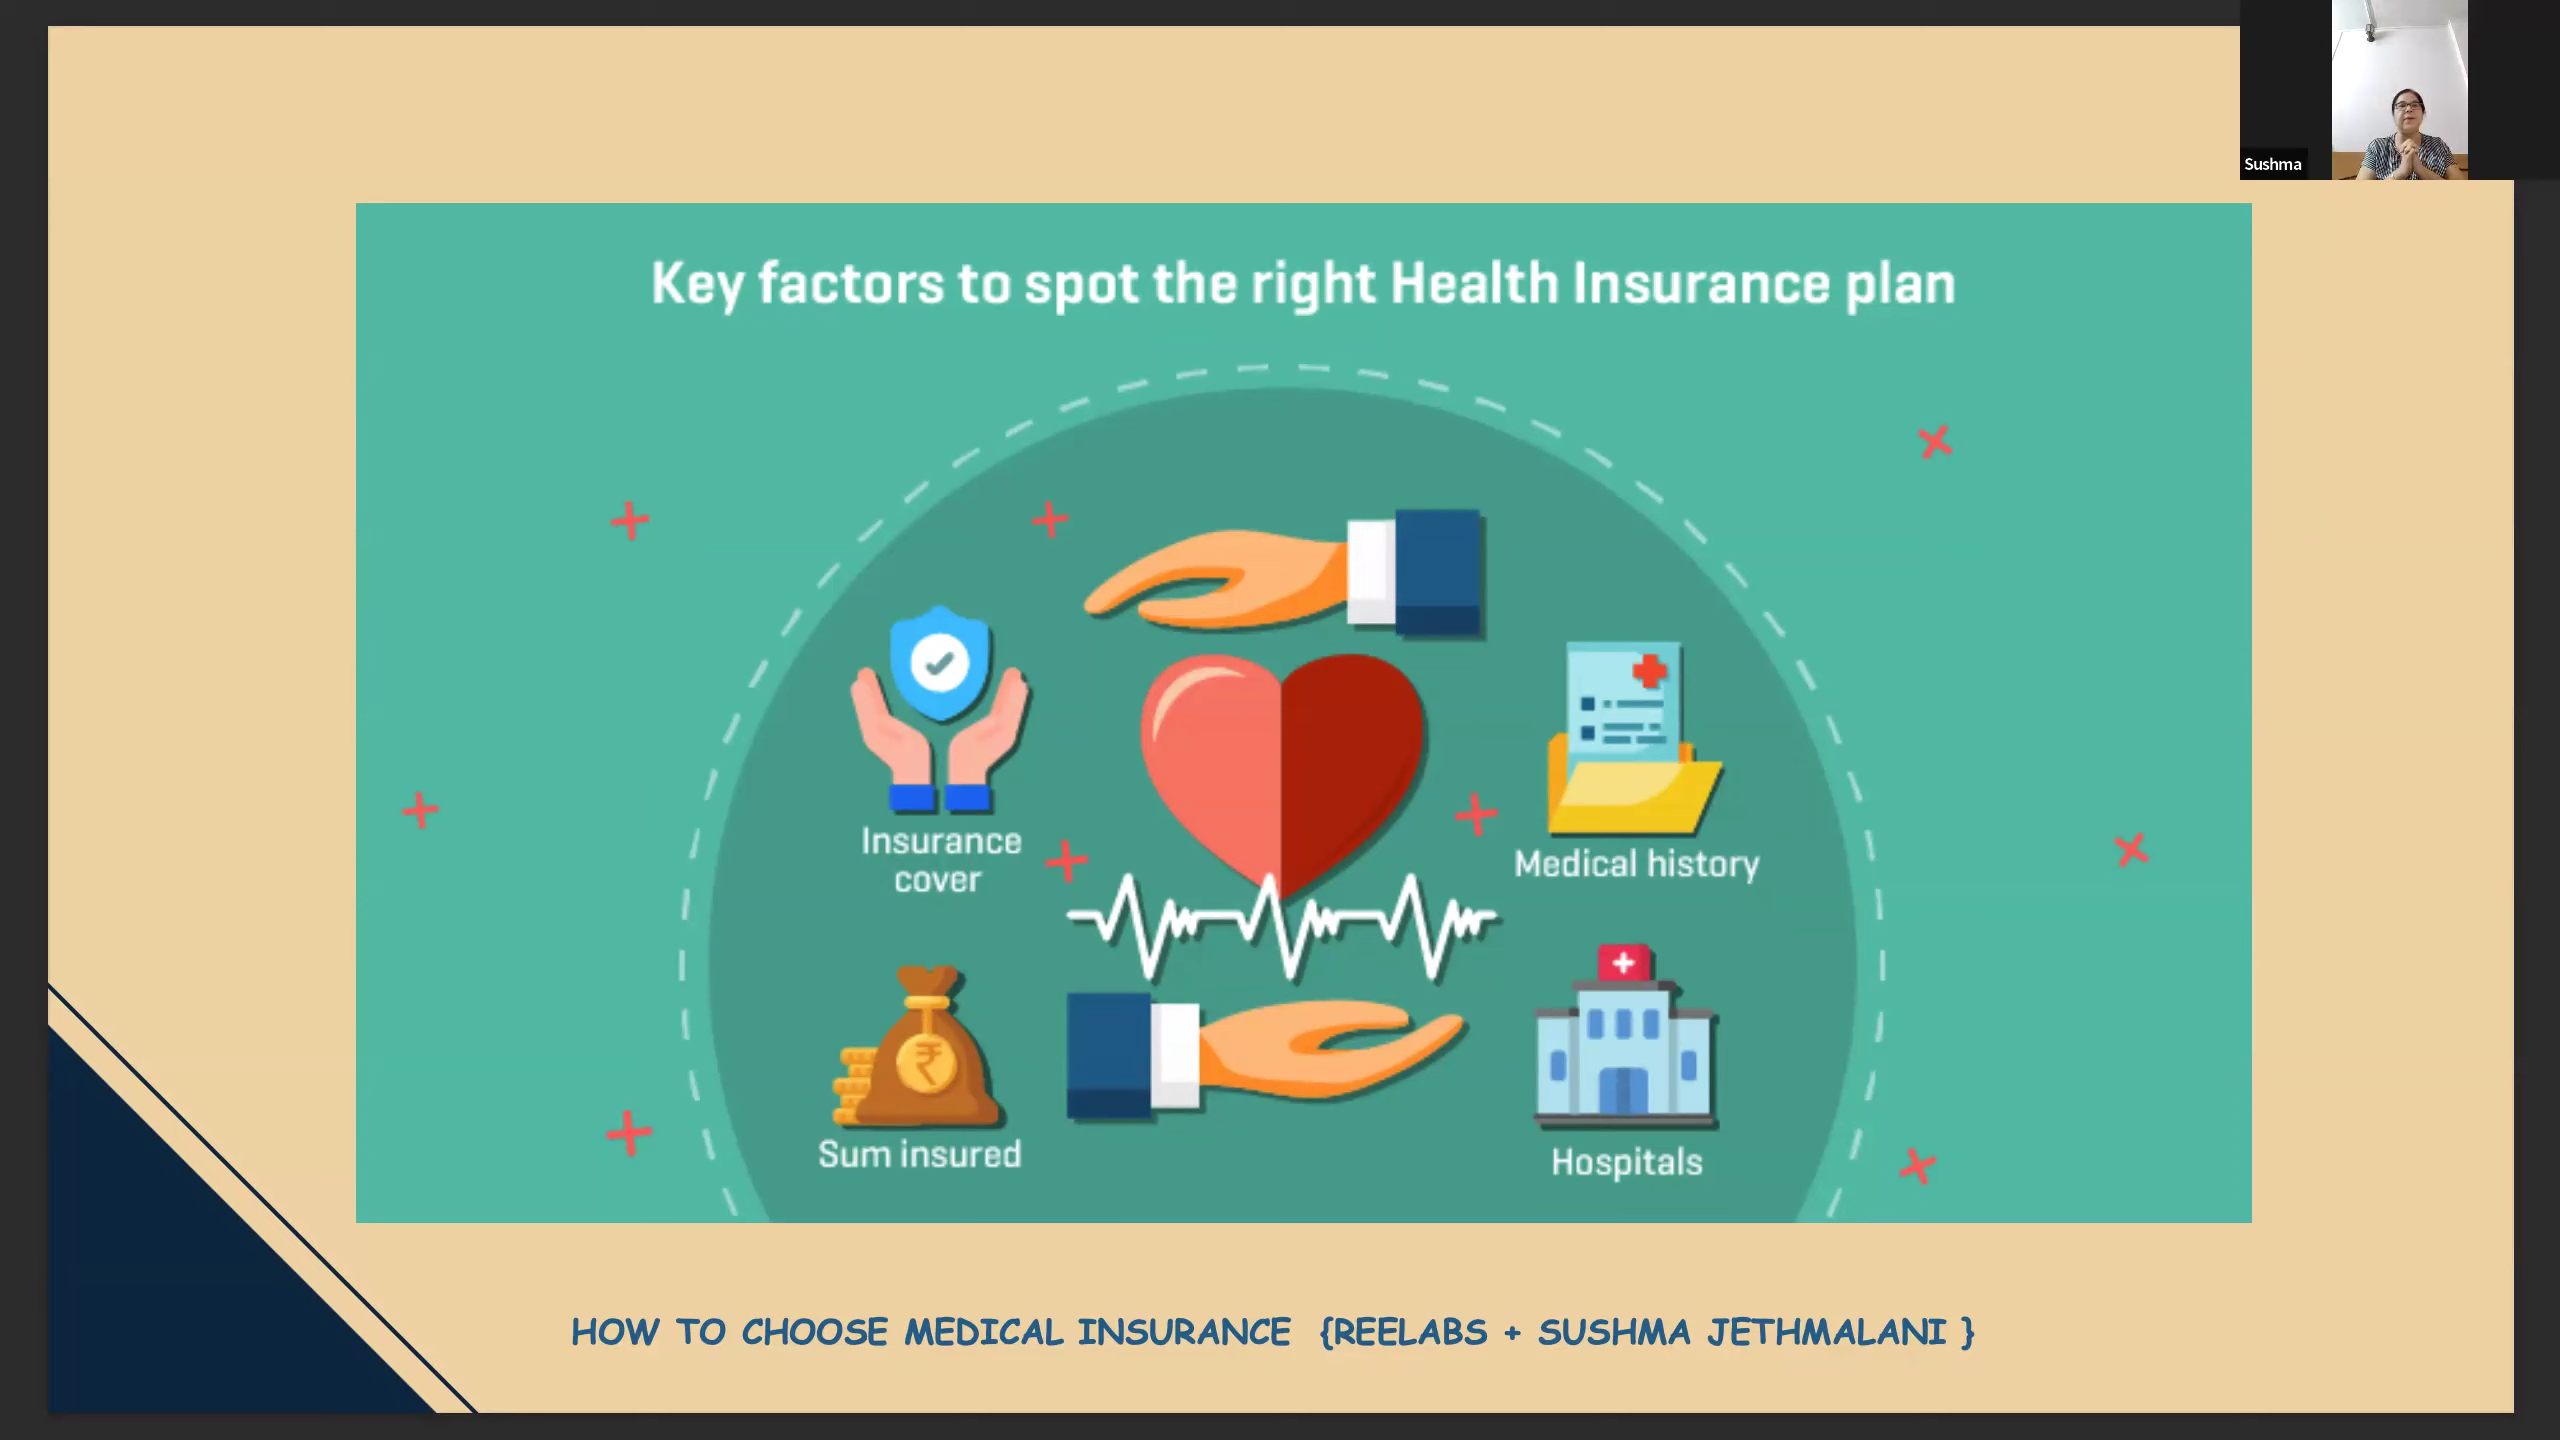 Sushma
Key factors to spot the right Health Insurance plan
Insurance
cover
Medical history
₹
Sum insured
Hospitals
HOW TO CHOOSE MEDICAL INSURANCE {REELABS + SUSHMA JETHMALANI }